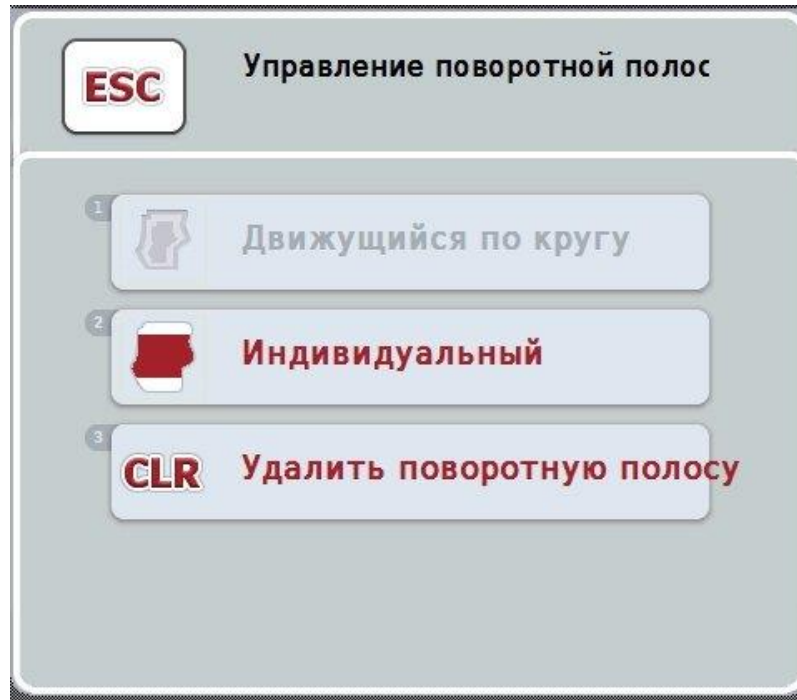 ESC
Управление поворотной полос
1
Движущийся по кругу
2
Индивидуальный
3
CLR
Удалить поворотную полосу